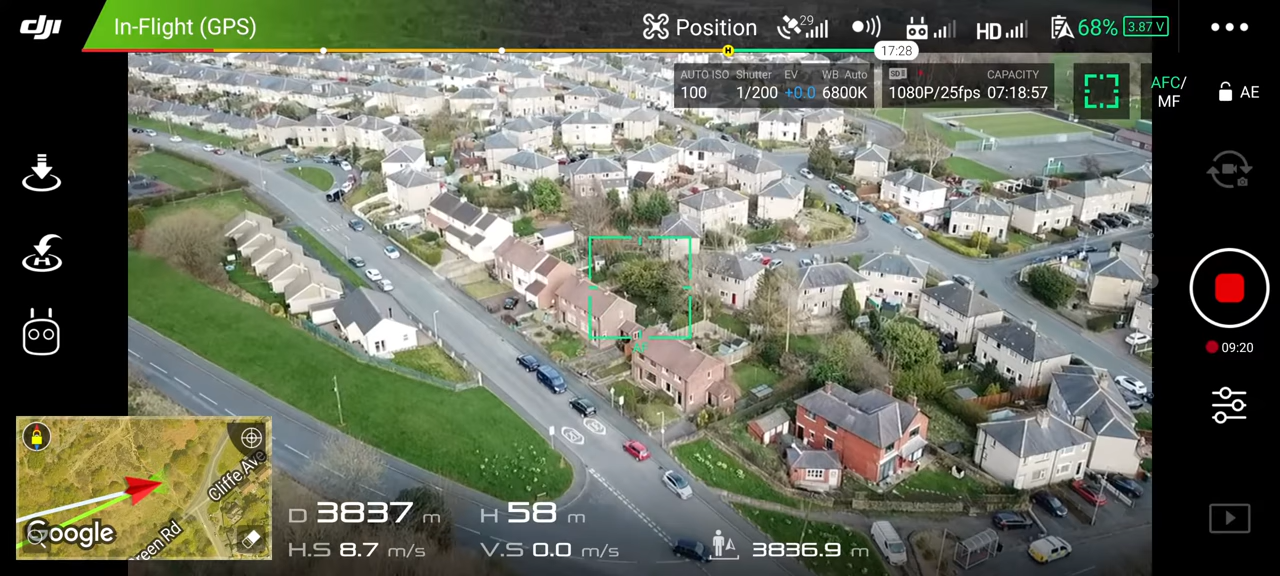 dji
In-Flight (GPS)
Position
29
HD
68%
3.87 V
H
17:28
AUTO ISO Shutter EV WB Auto
100 1/200 +0.0 6800K
CAPACITY
1080P/25fps 07:18:57
AFC/
MF
AE
AF
09:20
Cliffe Ave
reen Rd
Google
D 3837 m H 58 m
H.S 8.7 m/s V.S 0.0 m/s 3836.9 m